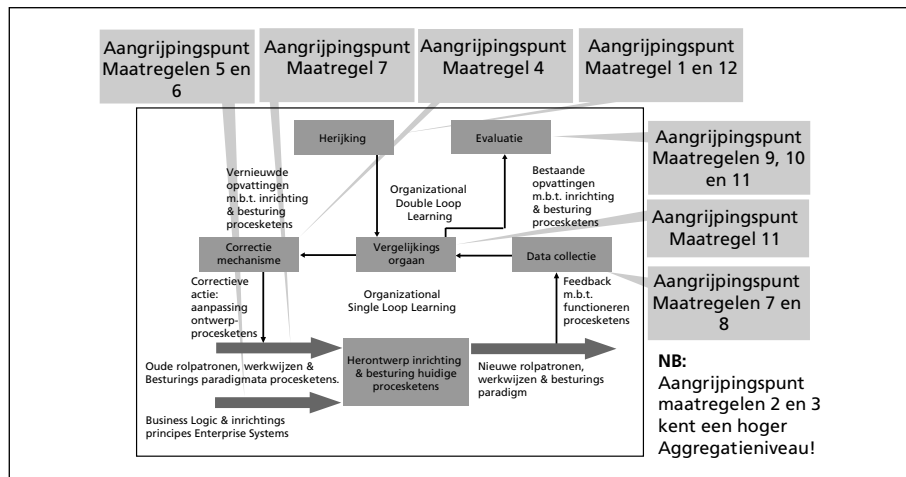 Aangrijpingspunt
Maatregelen 5 en
6
Aangrijpingspunt
Maatregel 7
Aangrijpingspunt
Maatregel 4
Aangrijpingspunt
Maatregel 1 en 12
Herijking
Evaluatie
Aangrijpingspunt
Maatregelen 9, 10
en 11
Vernieuwde
opvattingen
m.b.t. inrichting
& besturing
procesketens
Organizational
Double Loop
Learning
Bestaande
opvattingen
m.b.t. inrichting
& besturing
procesketens
Aangrijpingspunt
Maatregel 11
Correctie
mechanisme
Vergelijkings
orgaan
Data collectie
Correctieve
actie:
aanpassing
ontwerp-
procesketens
Organizational
Single Loop Learning
Feedback
m.b.t.
functioneren
procesketens
Aangrijpingspunt
Maatregelen 7 en
8
Oude rolpatronen, werkwijzen &
Besturings paradigmata procesketens.
Herontwerp inrichting
& besturing huidige
procesketens
Nieuwe rolpatronen,
werkwijzen & besturings
paradigm
Business Logic & inrichtings
principes Enterprise Systems
NB:
Aangrijpingspunt
maatregelen 2 en 3
kent een hoger
Aggregatieniveau!